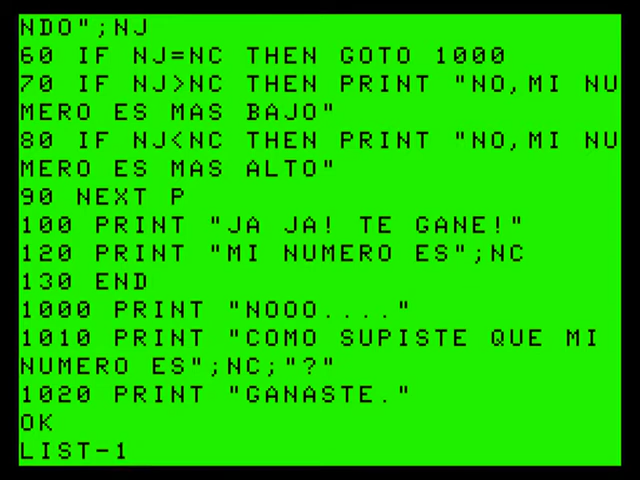 NDO";NJ
60 IF NJ=NC THEN GOTO 1000
70 IF NJ>NC THEN PRINT "NO,MI NU
MERO ES MAS BAJO"
80 IF NJ<NC THEN PRINT "NO,MI NU
MERO ES MAS ALTO"
90 NEXT P
100 PRINT "JA JA! TE GANE!"
120 PRINT "MI NUMERO ES";NC
130 END
1000 PRINT "NOOO...."
1010 PRINT "COMO SUPISTE QUE MI
NUMERO ES";NC;"?"
1020 PRINT "GANASTE."
OK
LIST-1